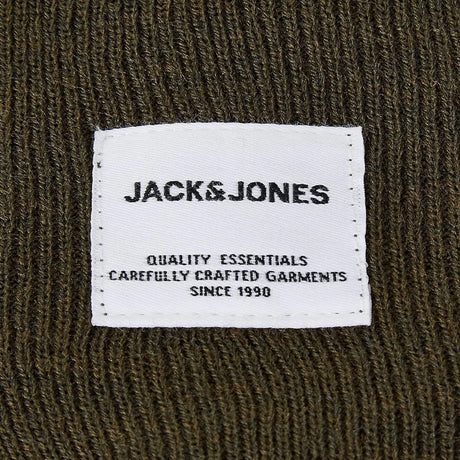 JACK&JONES
QUALITY ESSENTIALS
CAREFULLY CRAFTED GARMENTS
SINCE 1990